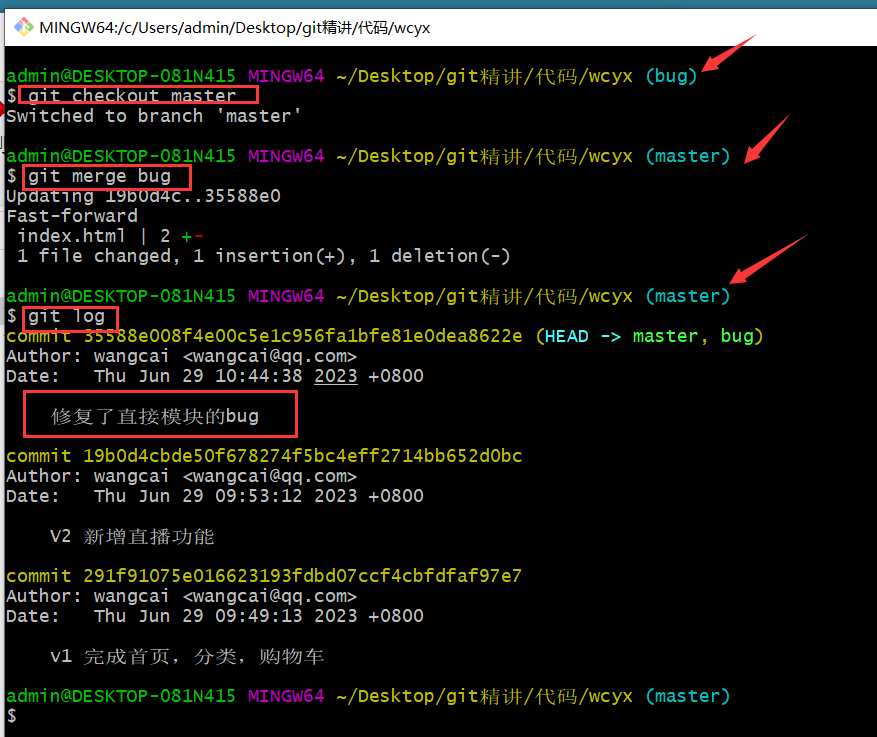 MINGW64:/c/Users/admin/Desktop/git精讲/代码/wcyx
admin@DESKTOP-081N415 MINGW64 ~/Desktop/git精讲/代码/wcyx (bug)
$ git checkout master
Switched to branch 'master'
admin@DESKTOP-081N415 MINGW64 ~/Desktop/git精讲/代码/wcyx (master)
$ git merge bug
Updating 19b0d4c..35588e0
Fast-forward
 index.html | 2 +-
 1 file changed, 1 insertion(+), 1 deletion(-)
admin@DESKTOP-081N415 MINGW64 ~/Desktop/git精讲/代码/wcyx (master)
$ git log
commit 35588e008f4e00c5e1c956fa1bfe81e0dea8622e (HEAD -> master, bug)
Author: wangcai <wangcai@qq.com>
Date:   Thu Jun 29 10:44:38 2023 +0800
修复了直接模块的bug
commit 19b0d4cbde50f678274f5bc4eff2714bb652d0bc
Author: wangcai <wangcai@qq.com>
Date:   Thu Jun 29 09:53:12 2023 +0800
V2 新增直播功能
commit 291f91075e016623193fdbd07ccf4cbfdfaf97e7
Author: wangcai <wangcai@qq.com>
Date:   Thu Jun 29 09:49:13 2023 +0800
v1 完成首页，分类，购物车
admin@DESKTOP-081N415 MINGW64 ~/Desktop/git精讲/代码/wcyx (master)
$